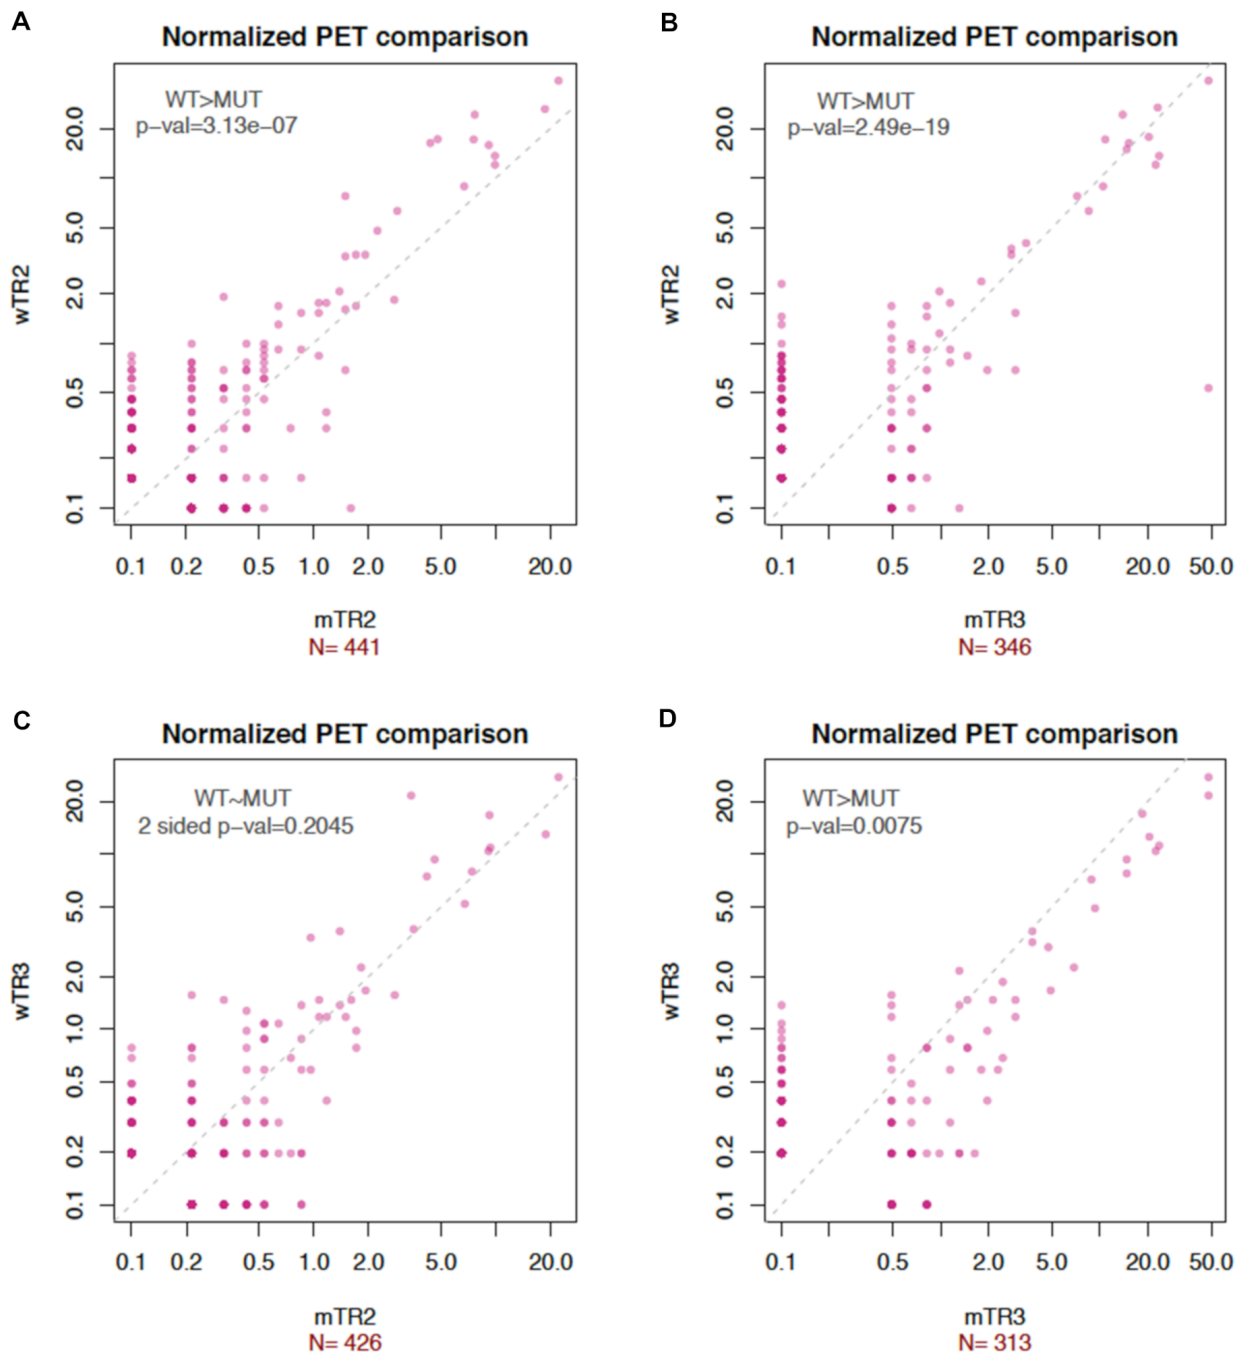 A
Normalized PET comparison
WT>MUT
p-val=3.13e-07
wTR2
20.0
5.0
2.0
0.5
0.1
0.1 0.2 0.5 1.0 2.0 5.0 20.0
mTR2
N= 441
B
Normalized PET comparison
WT>MUT
p-val=2.49e-19
wTR2
20.0
5.0
2.0
0.5
0.1
0.1 0.5 2.0 5.0 20.0 50.0
mTR3
N= 346
C
Normalized PET comparison
WT~MUT
2 sided p-val=0.2045
wTR3
20.0
5.0
2.0
1.0
0.5
0.2
0.1
0.1 0.2 0.5 1.0 2.0 5.0 20.0
mTR2
N= 426
D
Normalized PET comparison
WT>MUT
p-val=0.0075
wTR3
20.0
5.0
2.0
1.0
0.5
0.2
0.1
0.1 0.5 2.0 5.0 20.0 50.0
mTR3
N= 313